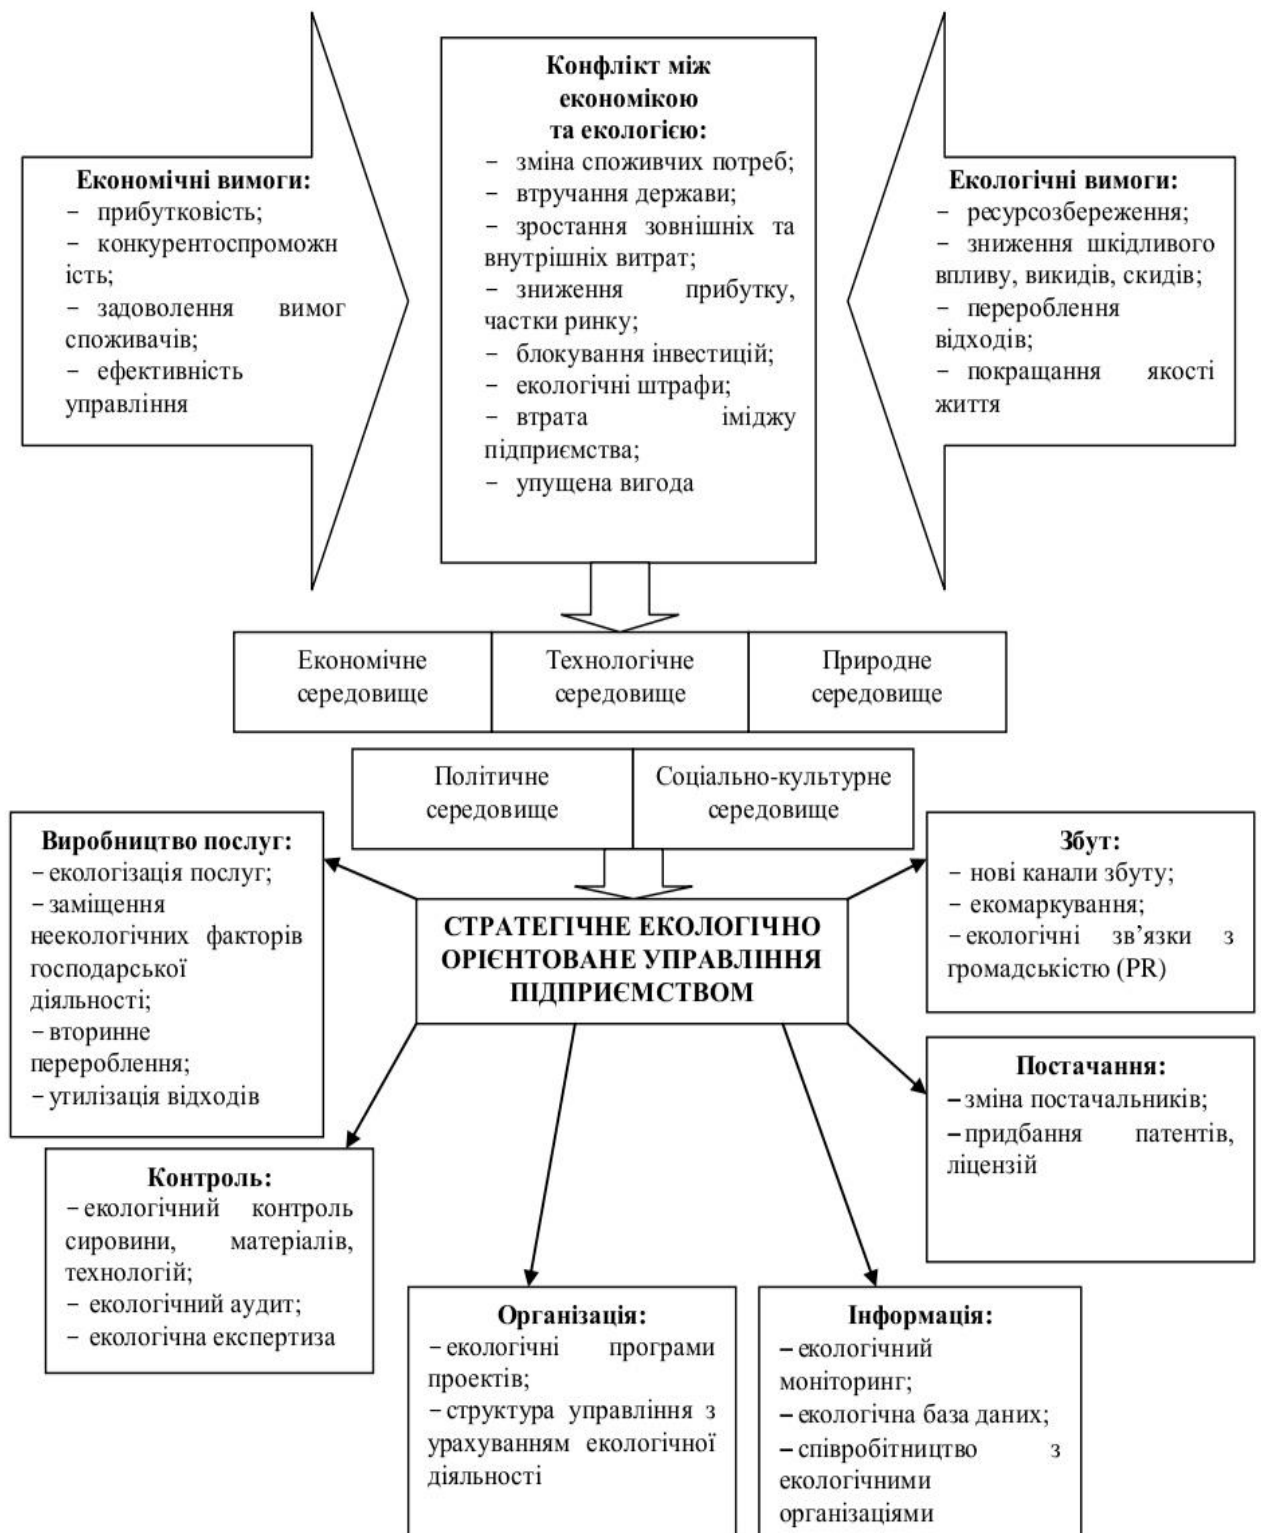 Конфлікт між
економікою
та екологією:
– зміна споживчих потреб;
– втручання держави;
– зростання зовнішніх та
внутрішніх витрат;
– зниження прибутку,
частки ринку;
– блокування інвестицій;
– екологічні штрафи;
– втрата іміджу
підприємства;
– упущена вигода
Економічні вимоги:
– прибутковість;
– конкурентоспроможн
ість;
– задоволення вимог
споживачів;
– ефективність
управління
Екологічні вимоги:
– ресурсозбереження;
– зниження шкідливого
впливу, викидів, скидів;
– перероблення
відходів;
– покращання якості
життя
Економічне
середовище
Технологічне
середовище
Природне
середовище
Політичне
середовище
Соціально-культурне
середовище
Виробництво послуг:
– екологізація послуг;
– заміщення
неекологічних факторів
господарської
діяльності;
– вторинне
перероблення;
– утилізація відходів
СТРАТЕГІЧНЕ ЕКОЛОГІЧНО
ОРІЄНТОВАНЕ УПРАВЛІННЯ
ПІДПРИЄМСТВОМ
Збут:
– нові канали збуту;
– екомаркування;
– екологічні зв’язки з
громадськістю (PR)
Постачання:
– зміна постачальників;
– придбання патентів,
ліцензій
Контроль:
– екологічний контроль
сировини, матеріалів,
технологій;
– екологічний аудит;
– екологічна експертиза
Організація:
– екологічні програми
проектів;
– структура управління з
урахуванням екологічної
діяльності
Інформація:
– екологічний
моніторинг;
– екологічна база даних;
– співробітництво з
екологічними
організаціями